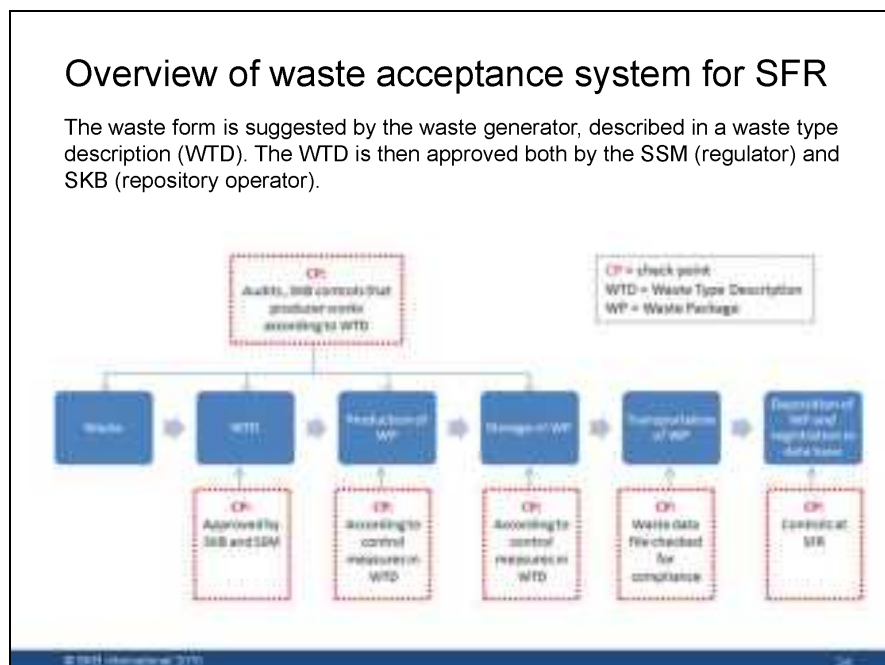 Overview of waste acceptance system for SFR
The waste form is suggested by the waste generator, described in a waste type
description (WTD). The WTD is then approved both by the SSM (regulator) and
SKB (repository operator).
CP:
Audits, SKB controls that
producer works
according to WTD
CP = check point
WTD = Waste Type Description
WP = Waste Package
Waste
WTD
Production of
WP
Storage of WP
Transportation
of WP
Deposition of
WP and
registration in
data base
CP:
Approved by
SKB and SSM
CP:
According to
control
measures in
WTD
CP:
According to
control
measures in
WTD
CP:
Waste data
file checked
for
compliance
CP:
Controls at
SFR